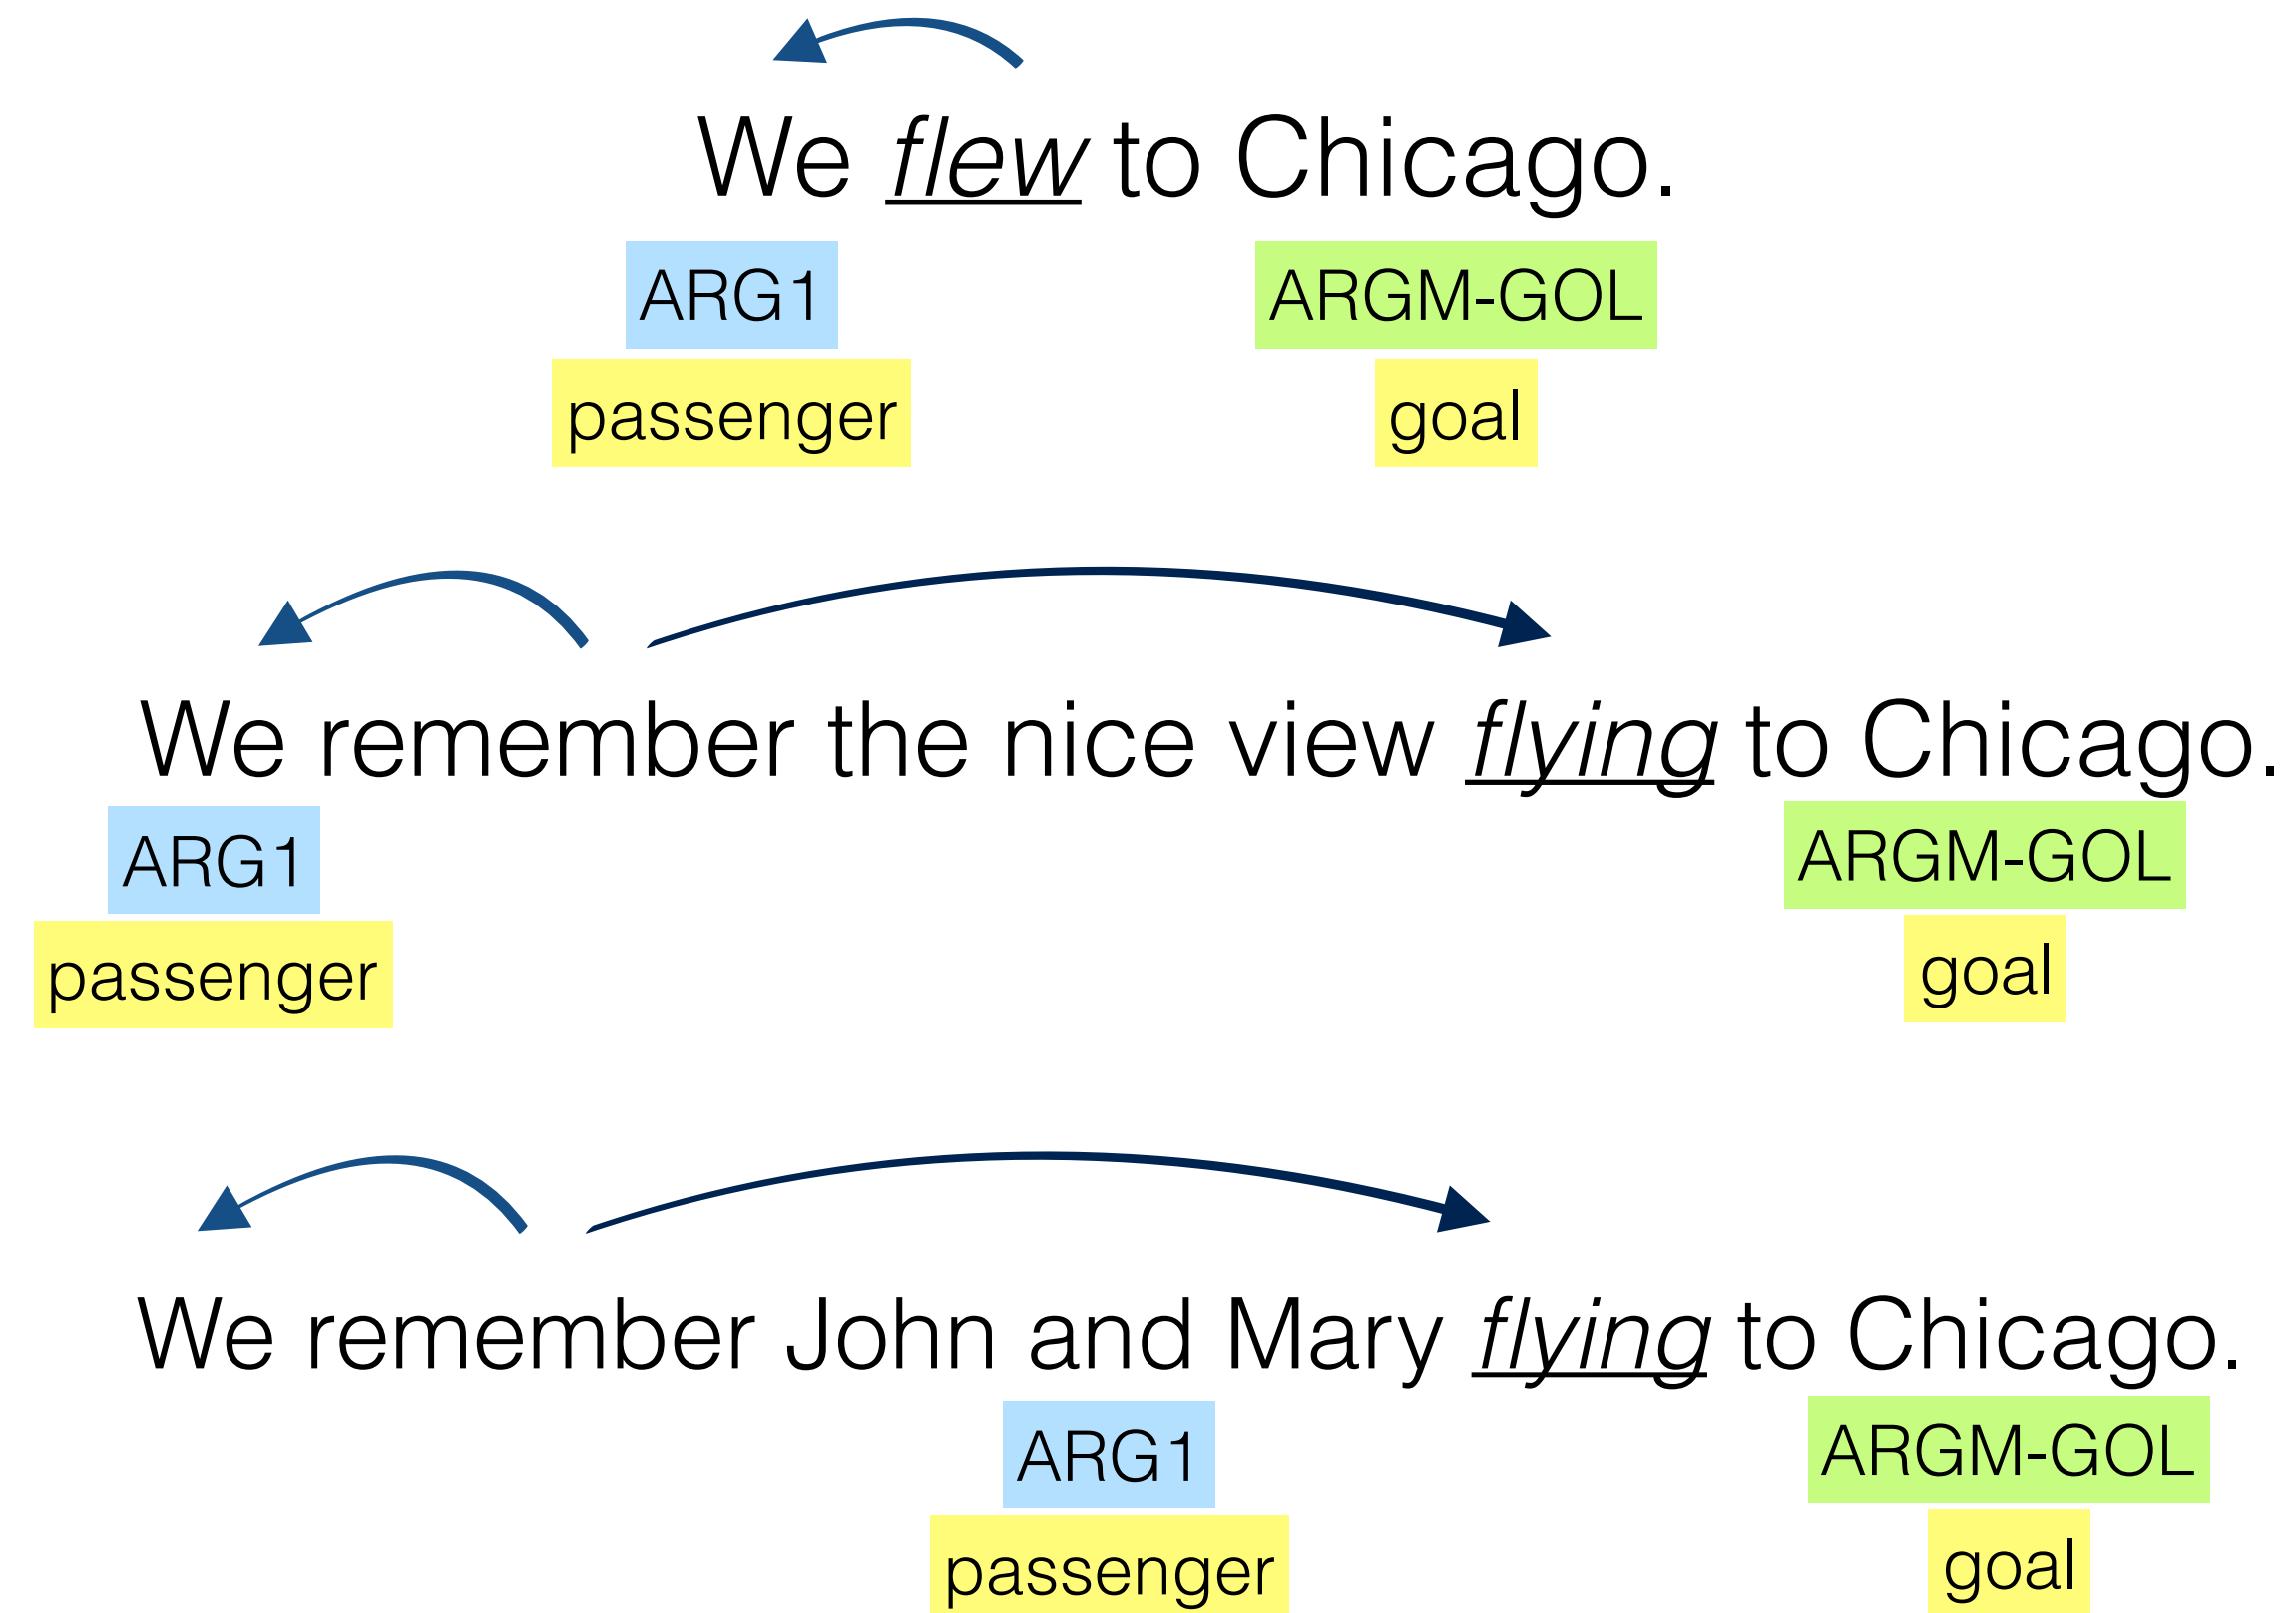 We flew to Chicago.
ARG1 ARGM-GOL
passenger goal
We remember the nice view flying to Chicago.
ARG1 ARGM-GOL
passenger goal
We remember John and Mary flying to Chicago.
ARG1 ARGM-GOL
passenger goal